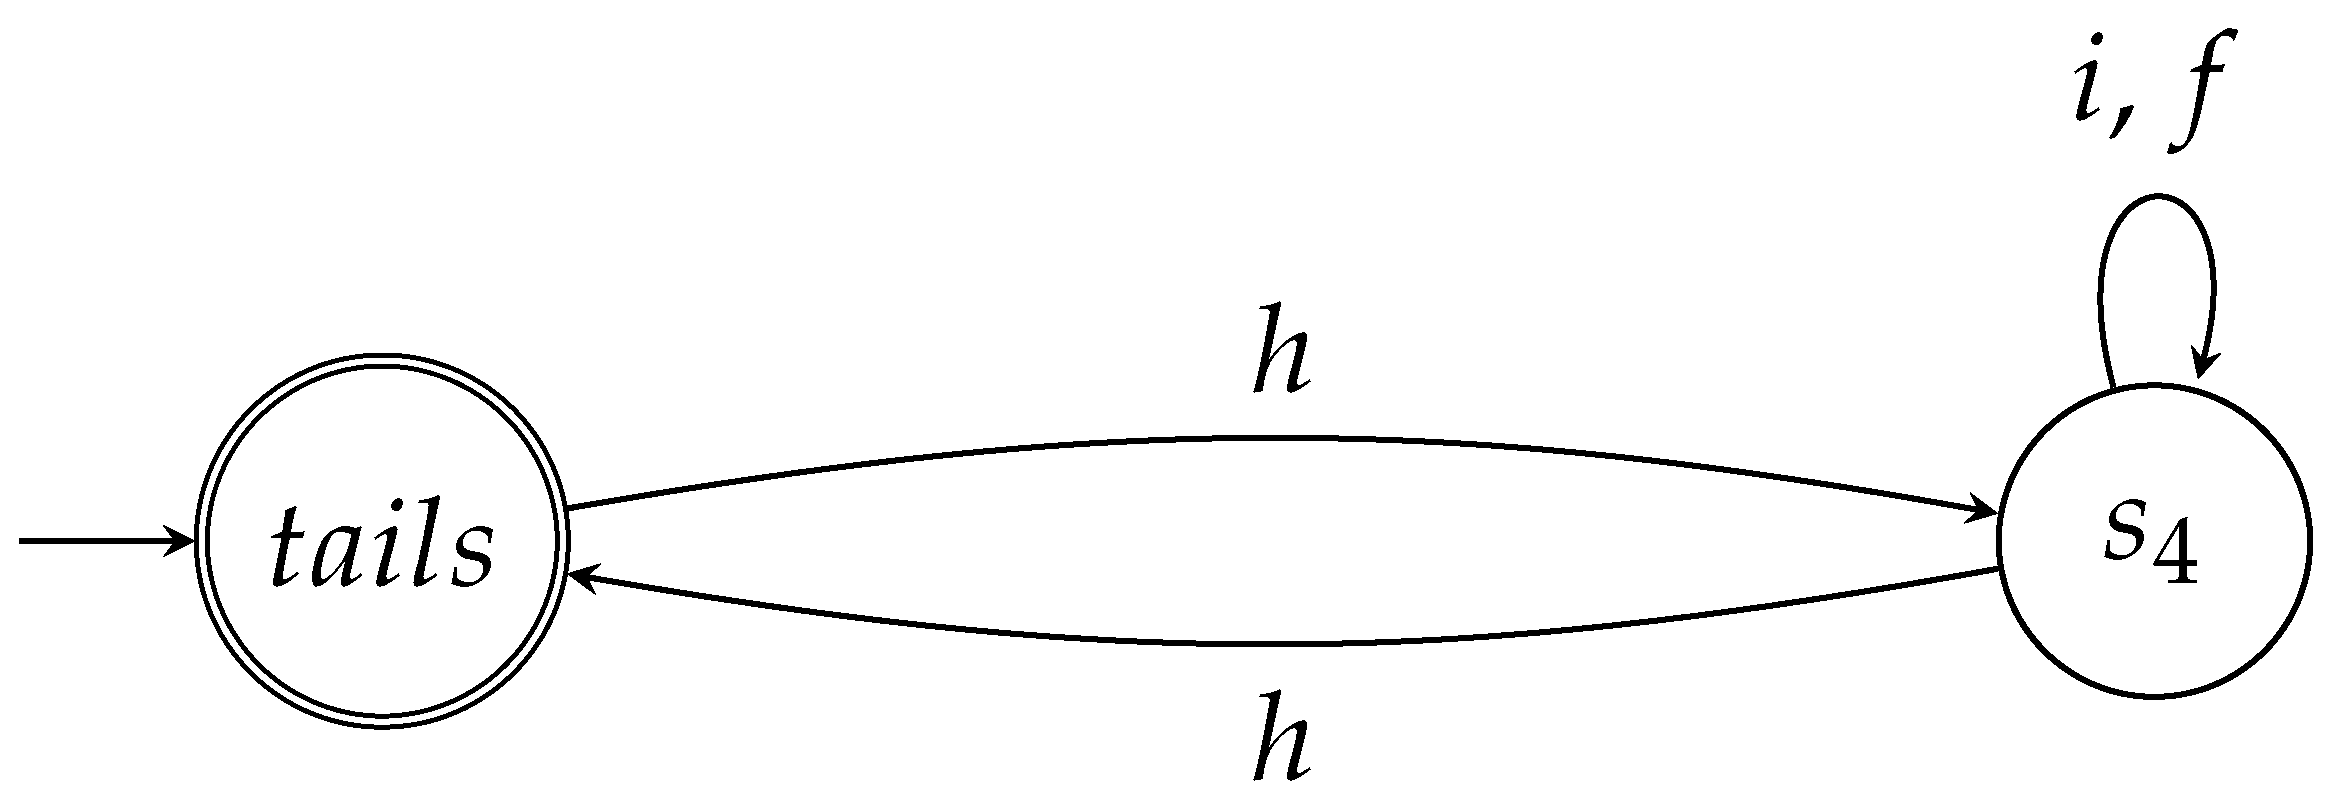 i, f
h
tails
s₄
h